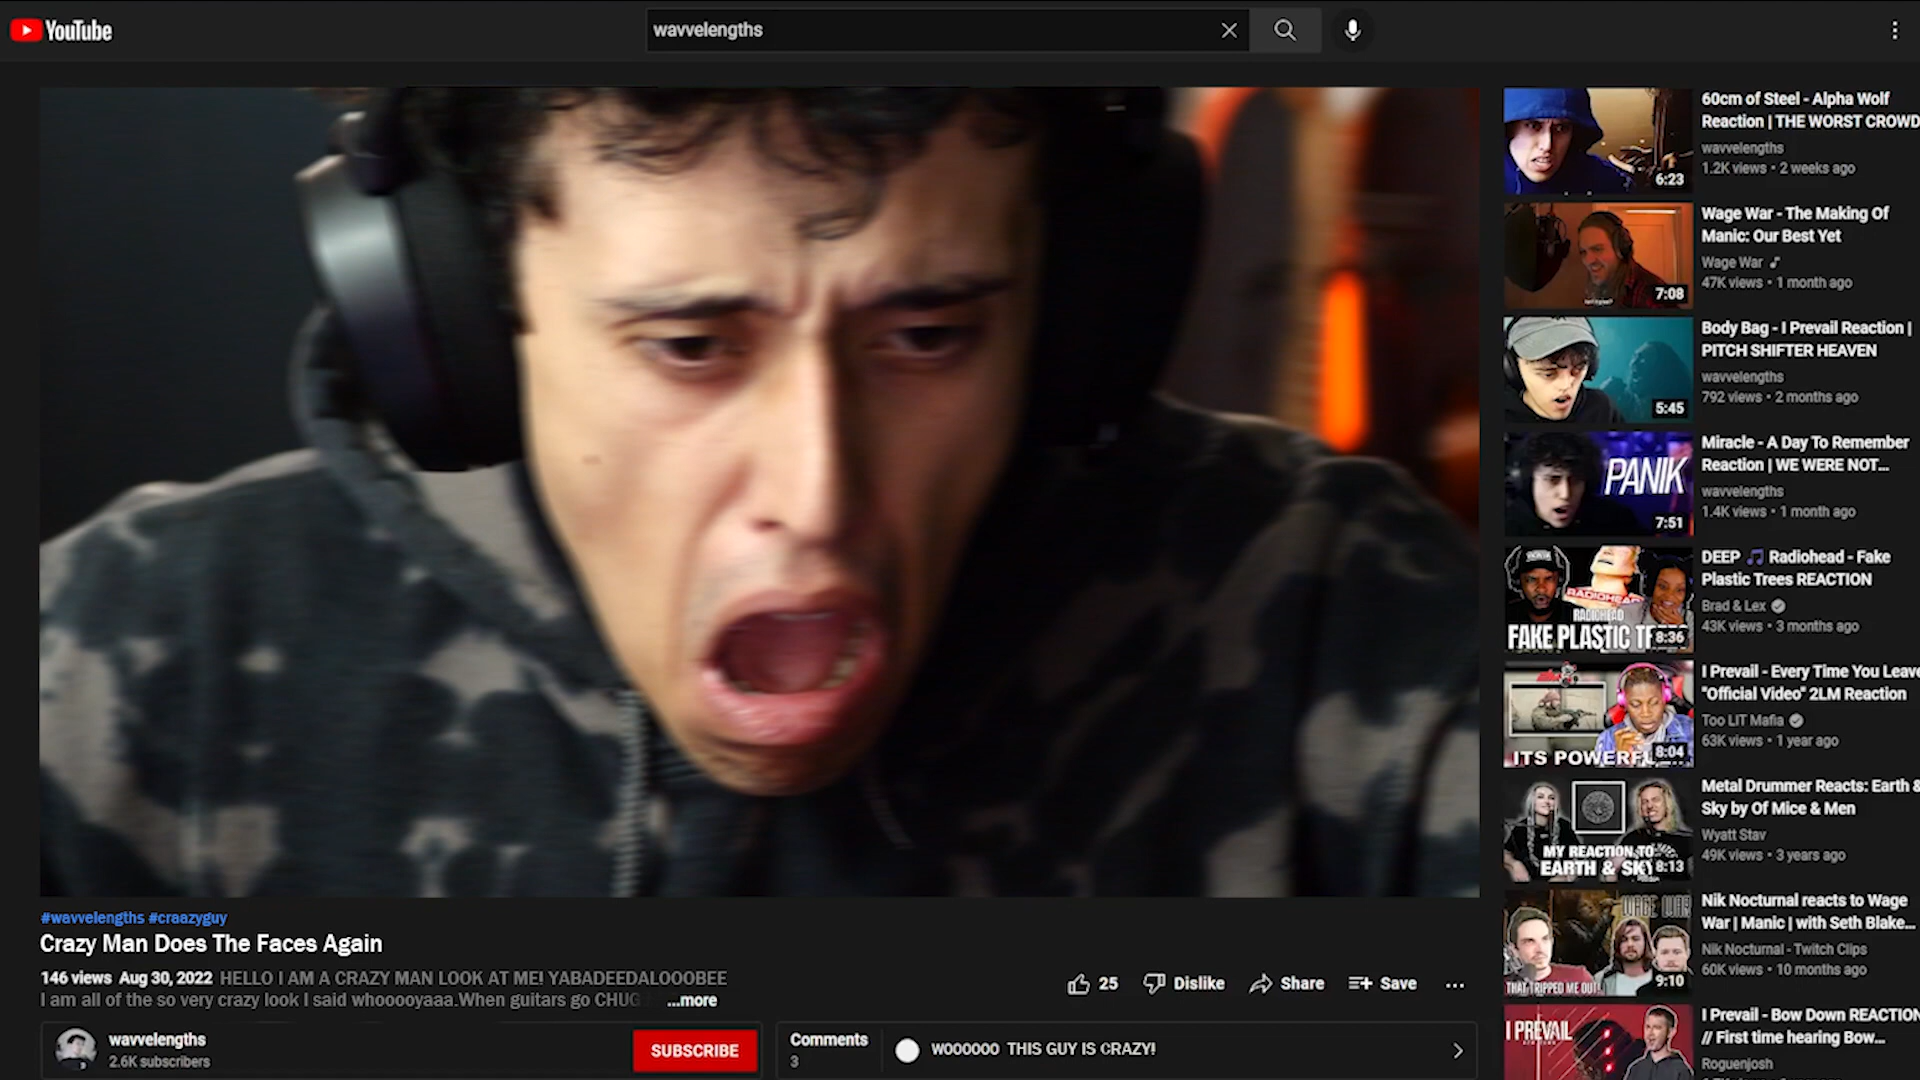 YouTube
wavvelengths
#wavvelengths #craazyguy
Crazy Man Does The Faces Again
146 views Aug 30, 2022 HELLO I AM A CRAZY MAN LOOK AT ME! YABADEEDALOOOBEE
I am all of the so very crazy look I said whooooyaaa.When guitars go CHUG ...more
25 Dislike Share Save
wavvelengths
2.6K subscribers
SUBSCRIBE
Comments
3
WOOOOOO THIS GUY IS CRAZY!
6:23
60cm of Steel - Alpha Wolf
Reaction | THE WORST CROWD
wavvelengths
1.2K views • 2 weeks ago
7:08
Wage War - The Making Of
Manic: Our Best Yet
Wage War
47K views • 1 month ago
5:45
Body Bag - I Prevail Reaction |
PITCH SHIFTER HEAVEN
wavvelengths
792 views • 2 months ago
PANIK
7:51
Miracle - A Day To Remember
Reaction | WE WERE NOT...
wavvelengths
1.4K views • 1 month ago
RADIOHEAD
RADIOHEAD
FAKE PLASTIC
8:36
DEEP 🎵 Radiohead - Fake
Plastic Trees REACTION
Brad & Lex
43K views • 3 months ago
ITS POWERFUL
8:04
I Prevail - Every Time You Leave
"Official Video" 2LM Reaction
Too LIT Mafia
63K views • 1 year ago
MY REACTION TO
EARTH & SKY
8:13
Metal Drummer Reacts: Earth &
Sky by Of Mice & Men
Wyatt Stav
49K views • 3 years ago
WAGE WAR
THAT TRIPPED ME OUT!
9:10
Nik Nocturnal reacts to Wage
War | Manic | with Seth Blake...
Nik Nocturnal - Twitch Clips
60K views • 10 months ago
I PREVAIL
I Prevail - Bow Down REACTION
// First time hearing Bow...
Roguenjosh